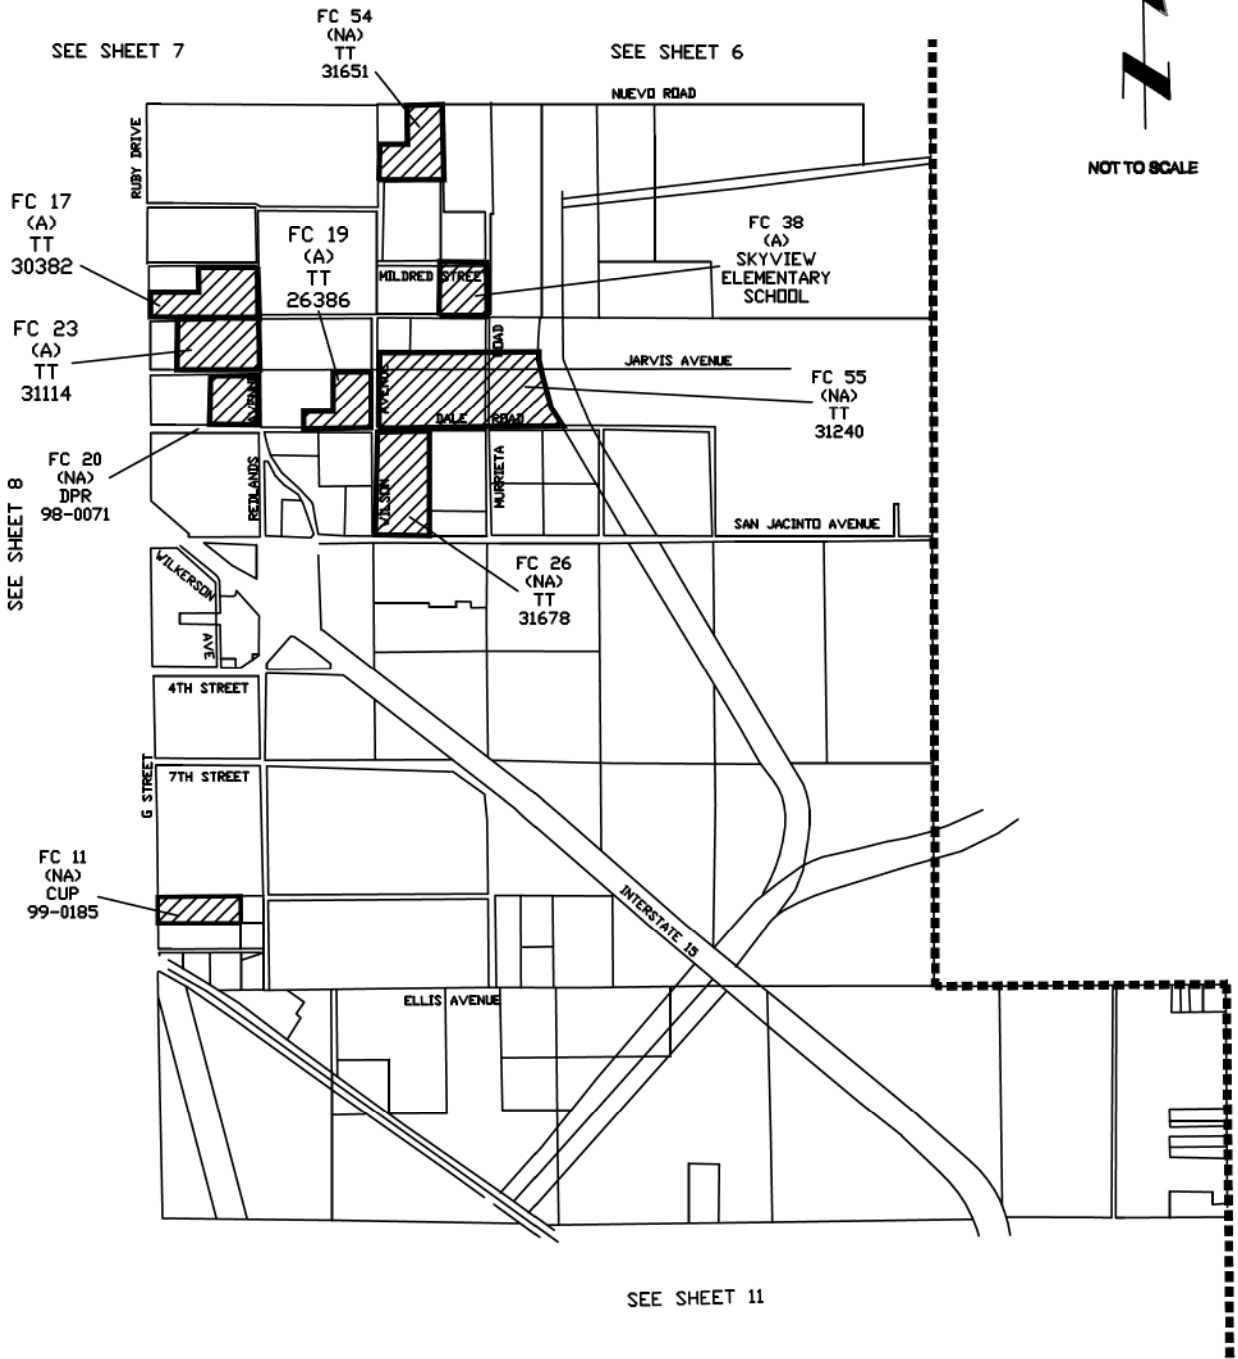 SEE SHEET 7
FC 54
(NA)
TT
31651
SEE SHEET 6
NUEVO ROAD
RUBY DRIVE
NOT TO SCALE
FC 17
(A)
TT
30382
FC 19
(A)
TT
26386
MILDRED STREE
FC 38
(A)
SKYVIEW
ELEMENTARY
SCHOOL
FC 23
(A)
TT
31114
ROAD
JARVIS AVENUE
AVENUE
AVENUE
DALE ROAD
FC 55
(NA)
TT
31240
FC 20
(NA)
DPR
98-0071
REDLANDS
WILSON
MURRIETA
SAN JACINTO AVENUE
SEE SHEET 8
WILKERSON
AVE
FC 26
(NA)
TT
31678
4TH STREET
G STREET
7TH STREET
FC 11
(NA)
CUP
99-0185
INTERSTATE 15
ELLIS AVENUE
SEE SHEET 11